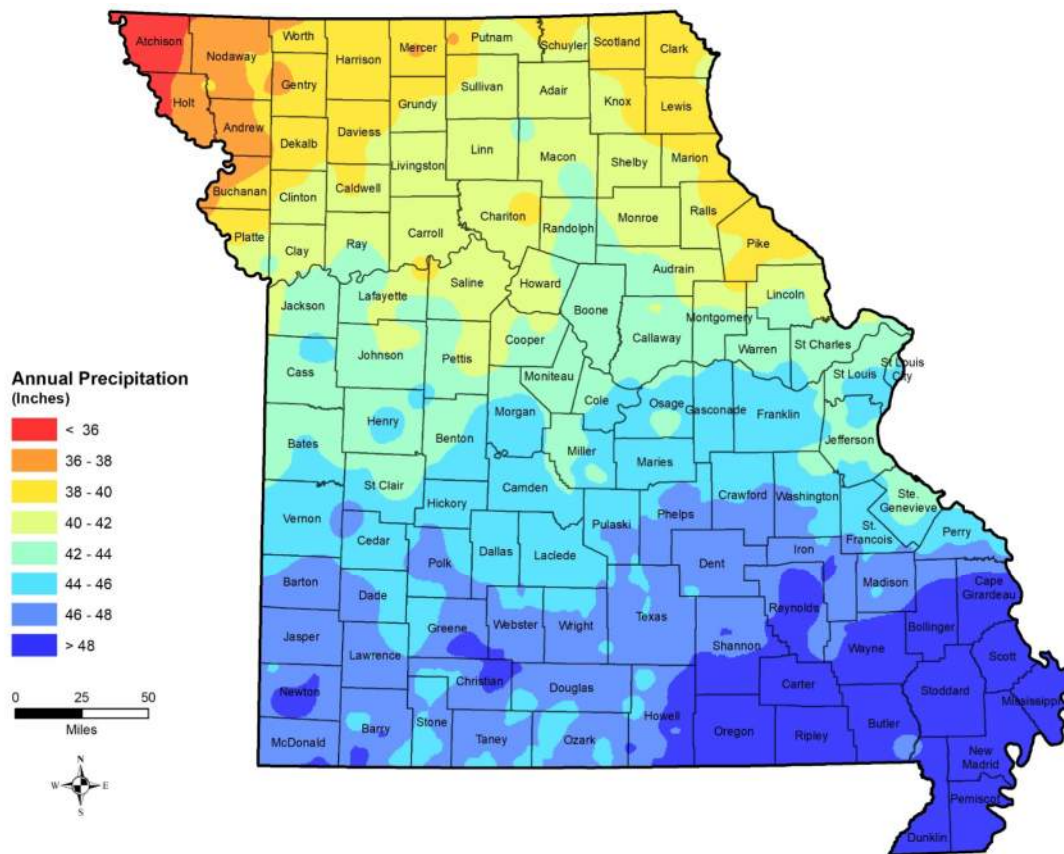 Worth
Putnam
Schuyler
Scotland
Clark
Atchison
Nodaway
Mercer
Harrison
Gentry
Sullivan
Adair
Knox
Lewis
Holt
Grundy
Andrew
Daviess
Dekalb
Linn
Macon
Shelby
Marion
Livingston
Buchanan
Clinton
Caldwell
Chariton
Randolph
Monroe
Ralls
Platte
Clay
Ray
Carroll
Pike
Audrain
Saline
Howard
Lincoln
Jackson
Lafayette
Boone
Callaway
Montgomery
Cooper
Warren
St Charles
Johnson
Pettis
Cass
St Louis
St Louis
City
Moniteau
Cole
Osage
Gasconade
Franklin
Morgan
Henry
Benton
Miller
Jefferson
Bates
Maries
St Clair
Camden
Crawford
Washington
Hickory
Ste.
Genevieve
Vernon
Pulaski
Phelps
St.
Francois
Perry
Cedar
Dallas
Laclede
Iron
Polk
Dent
Barton
Madison
Cape
Girardeau
Dade
Reynolds
Texas
Bollinger
Jasper
Greene
Webster
Wright
Shannon
Wayne
Lawrence
Scott
Christian
Douglas
Carter
Stoddard
Newton
Mississippi
Howell
Barry
Stone
Taney
Ozark
Oregon
Ripley
Butler
McDonald
New
Madrid
Pemiscot
Dunklin
Annual Precipitation
(Inches)
< 36
36 - 38
38 - 40
40 - 42
42 - 44
44 - 46
46 - 48
> 48
0 25 50
Miles
N
W E
S